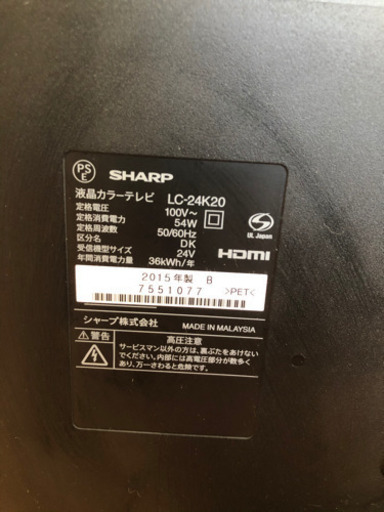 PS
E
SHARP
液晶カラーテレビ LC-24K20
定格電圧 100V~
定格消費電力 54W
定格周波数 50/60Hz
区分名 DK
受信機型サイズ 24V
年間消費電力量 36kWh/年
S
UL Japan
HDMI
2015年製 B
7551077 >PET<
シャープ株式会社 MADE IN MALAYSIA
⚠警告 高圧注意
サービスマン以外の方は、裏ぶたをあけない
でください。内部には高電圧部分が数多く
あり、万一さわると危険です。